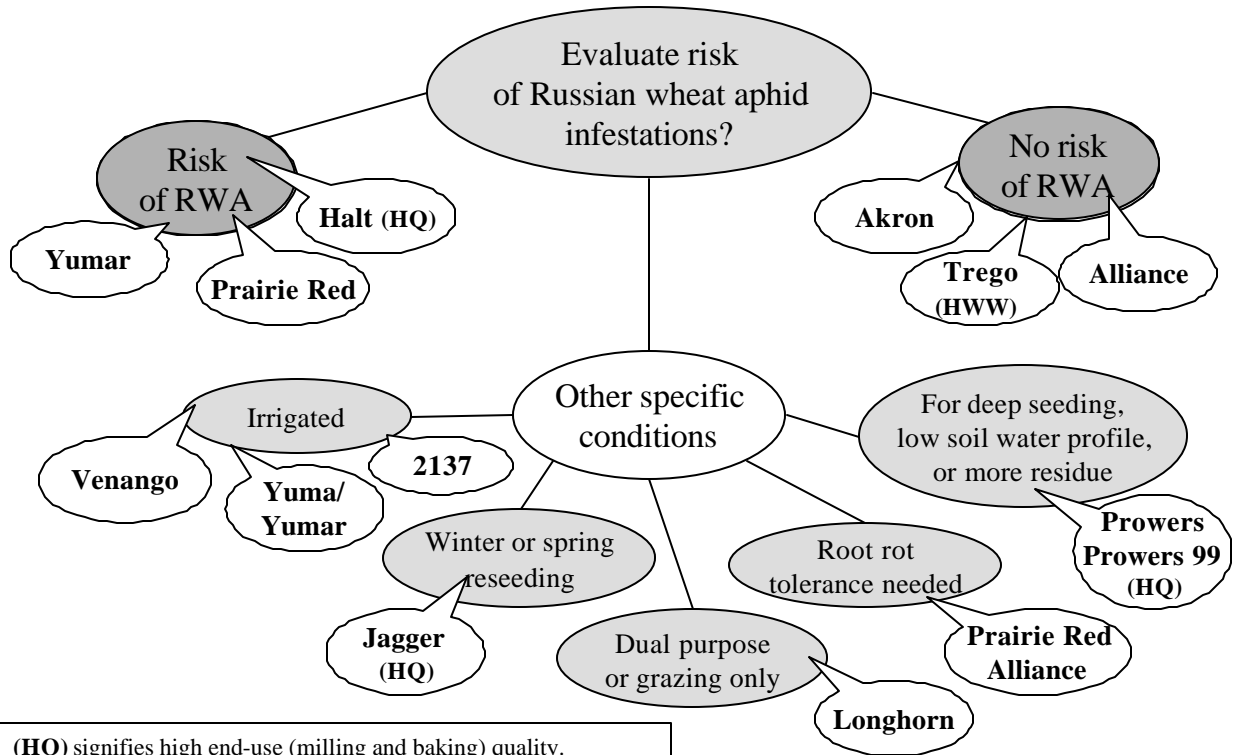 Evaluate risk
of Russian wheat aphid
infestations?
Risk
of RWA
Halt (HQ)
Yumar
Prairie Red
No risk
of RWA
Akron
Trego
(HWW)
Alliance
Other specific
conditions
Irrigated
Venango
Yuma/
Yumar
2137
Winter or spring
reseeding
Jagger
(HQ)
Dual purpose
or grazing only
Longhorn
Root rot
tolerance needed
Prairie Red
Alliance
For deep seeding,
low soil water profile,
or more residue
Prowers
Prowers 99
(HQ)
(HQ) signifies high end-use (milling and baking) quality.